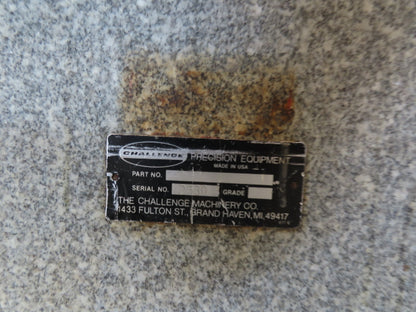 CHALLENGE PRECISION EQUIPMENT
MADE IN USA
PART NO.
SERIAL NO. GRADE
THE CHALLENGE MACHINERY CO.
1433 FULTON ST., GRAND HAVEN, MI, 49417